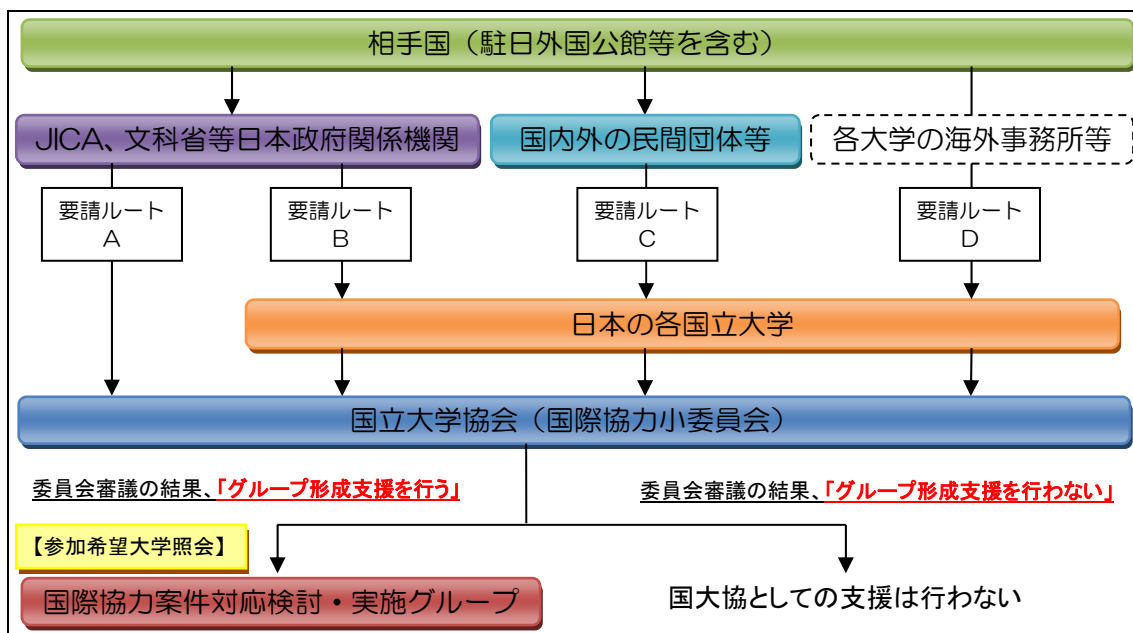 相手国（駐日外国公館等を含む）
JICA、文科省等日本政府関係機関
国内外の民間団体等
各大学の海外事務所等
要請ルート
A
要請ルート
B
要請ルート
C
要請ルート
D
日本の各国立大学
国立大学協会（国際協力小委員会）
委員会審議の結果、「グループ形成支援を行う」
委員会審議の結果、「グループ形成支援を行わない」
【参加希望大学照会】
国際協力案件対応検討・実施グループ
国大協としての支援は行わない